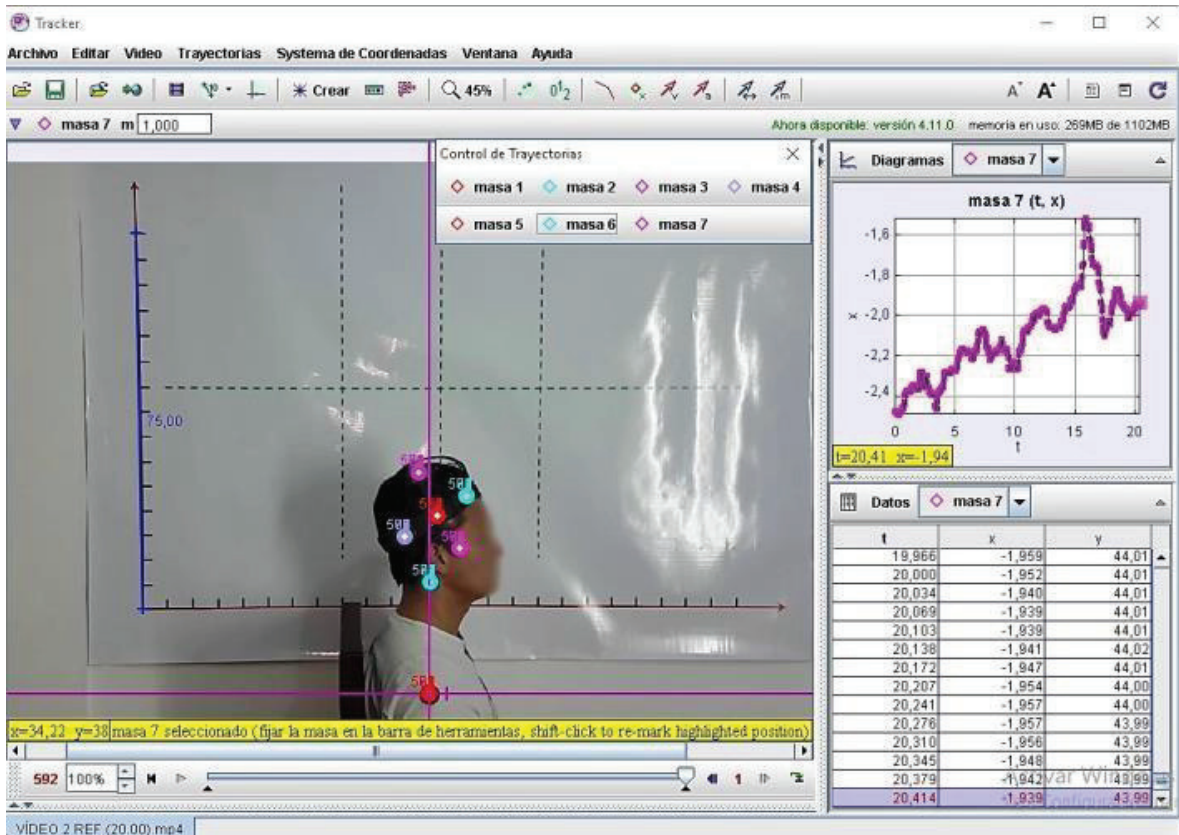 Tracker
Archivo Editar Video Trayectorias Systema de Coordenadas Ventana Ayuda
Crear 45%
masa 7 m 1,000 Ahora disponible: versión 4.11.0 memoria en uso: 269MB de 1102MB
Control de Trayectorias
masa 1 masa 2 masa 3 masa 4
masa 5 masa 6 masa 7
75,00
x=34,22 y=38 masa 7 seleccionado (fijar la masa en la barra de herramientas, shift-click to re-mark highlighted position)
592 100% 1
VÍDEO 2 REF (20.00) mp4
Diagramas masa 7
masa 7 (t, x)
-1,6
-1,8
x -2,0
-2,2
-2,4
0 5 10 15 20
t
t=20,41 x=-1,94
Datos masa 7
t x y
19,966 -1,959 44,01
20,000 -1,952 44,01
20,034 -1,940 44,01
20,069 -1,939 44,01
20,103 -1,939 44,01
20,138 -1,941 44,02
20,172 -1,947 44,01
20,207 -1,954 44,00
20,241 -1,957 44,00
20,276 -1,957 43,99
20,310 -1,956 43,99
20,345 -1,948 43,99
20,379 -1,942 43,99
20,414 -1,939 43,99